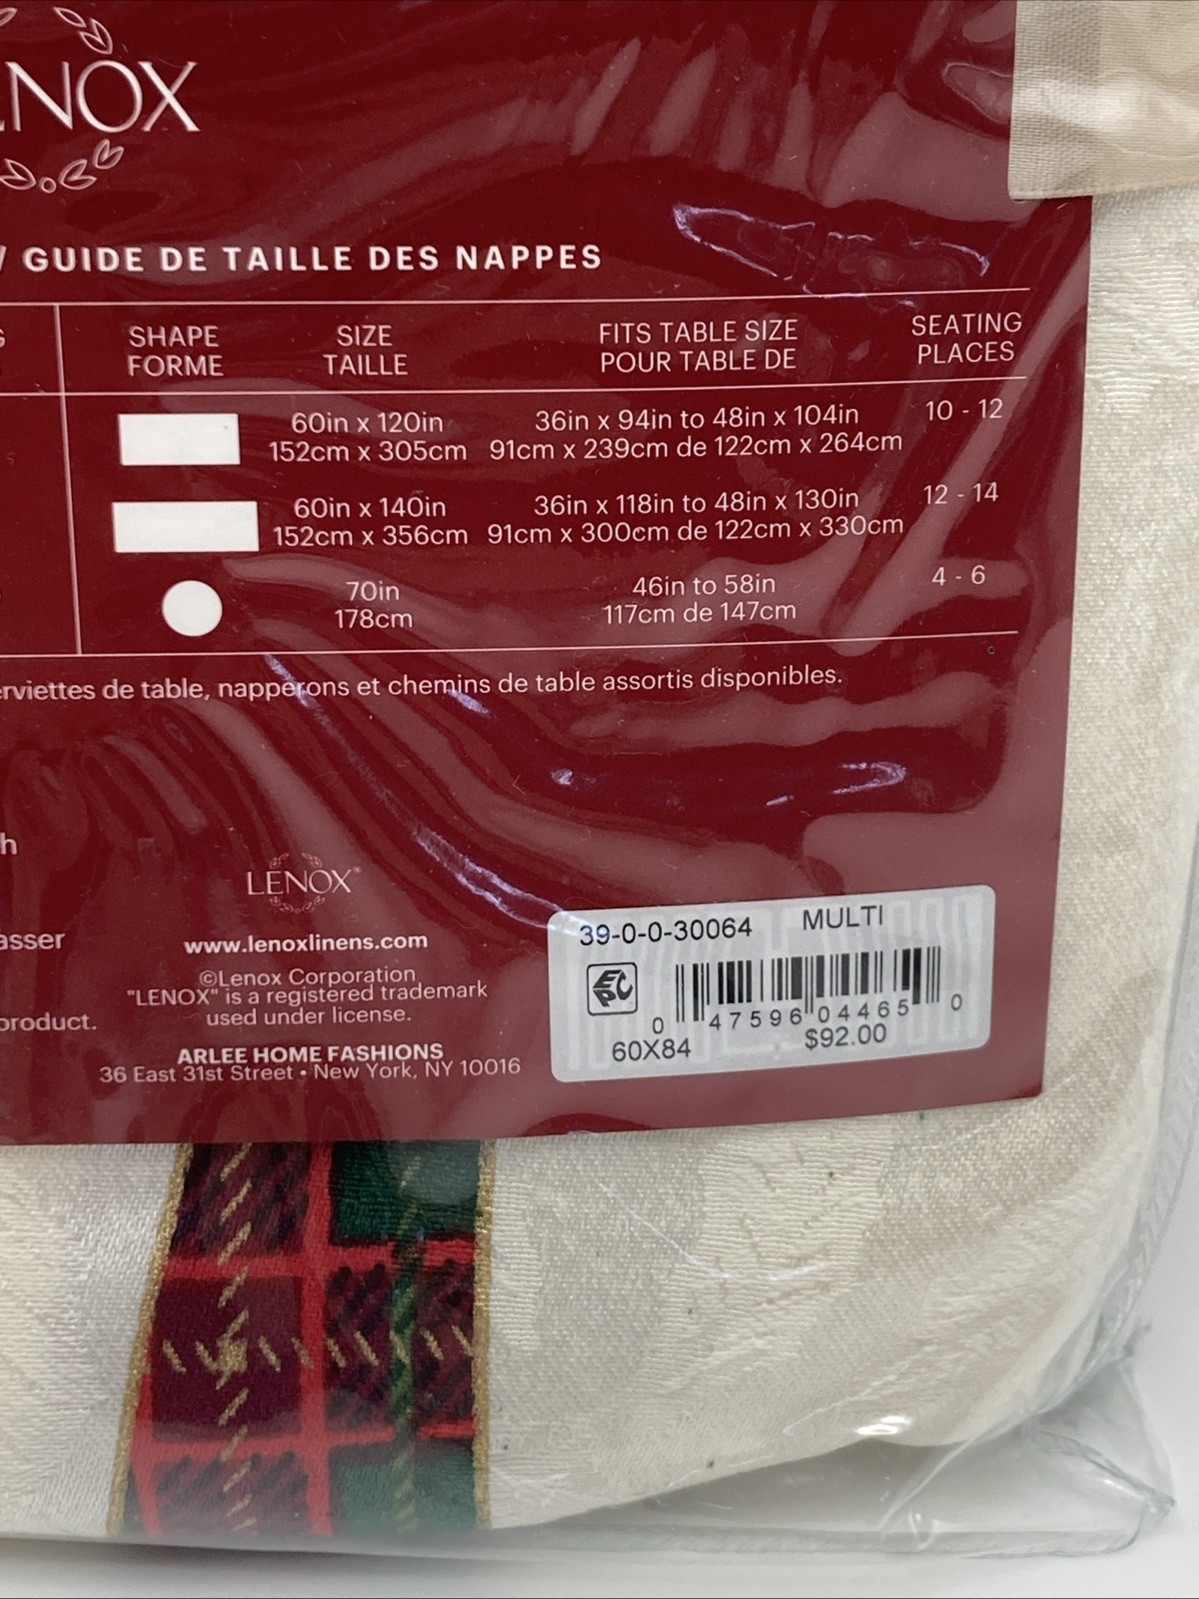 NOX
/ GUIDE DE TAILLE DES NAPPES
SHAPE SIZE FITS TABLE SIZE SEATING
FORME TAILLE POUR TABLE DE PLACES
60in x 120in 36in x 94in to 48in x 104in 10 - 12
152cm x 305cm 91cm x 239cm de 122cm x 264cm
60in x 140in 36in x 118in to 48in x 130in 12 - 14
152cm x 356cm 91cm x 300cm de 122cm x 330cm
70in 46in to 58in 4 - 6
178cm 117cm de 147cm
rviettes de table, napperons et chemins de table assortis disponibles.
h
asser
product.
LENOX®
www.lenoxlinens.com
©Lenox Corporation
"LENOX" is a registered trademark
used under license.
ARLEE HOME FASHIONS
36 East 31st Street • New York, NY 10016
39-0-0-30064 MULTI
EPC
0 47596 04465 0
60X84 $92.00